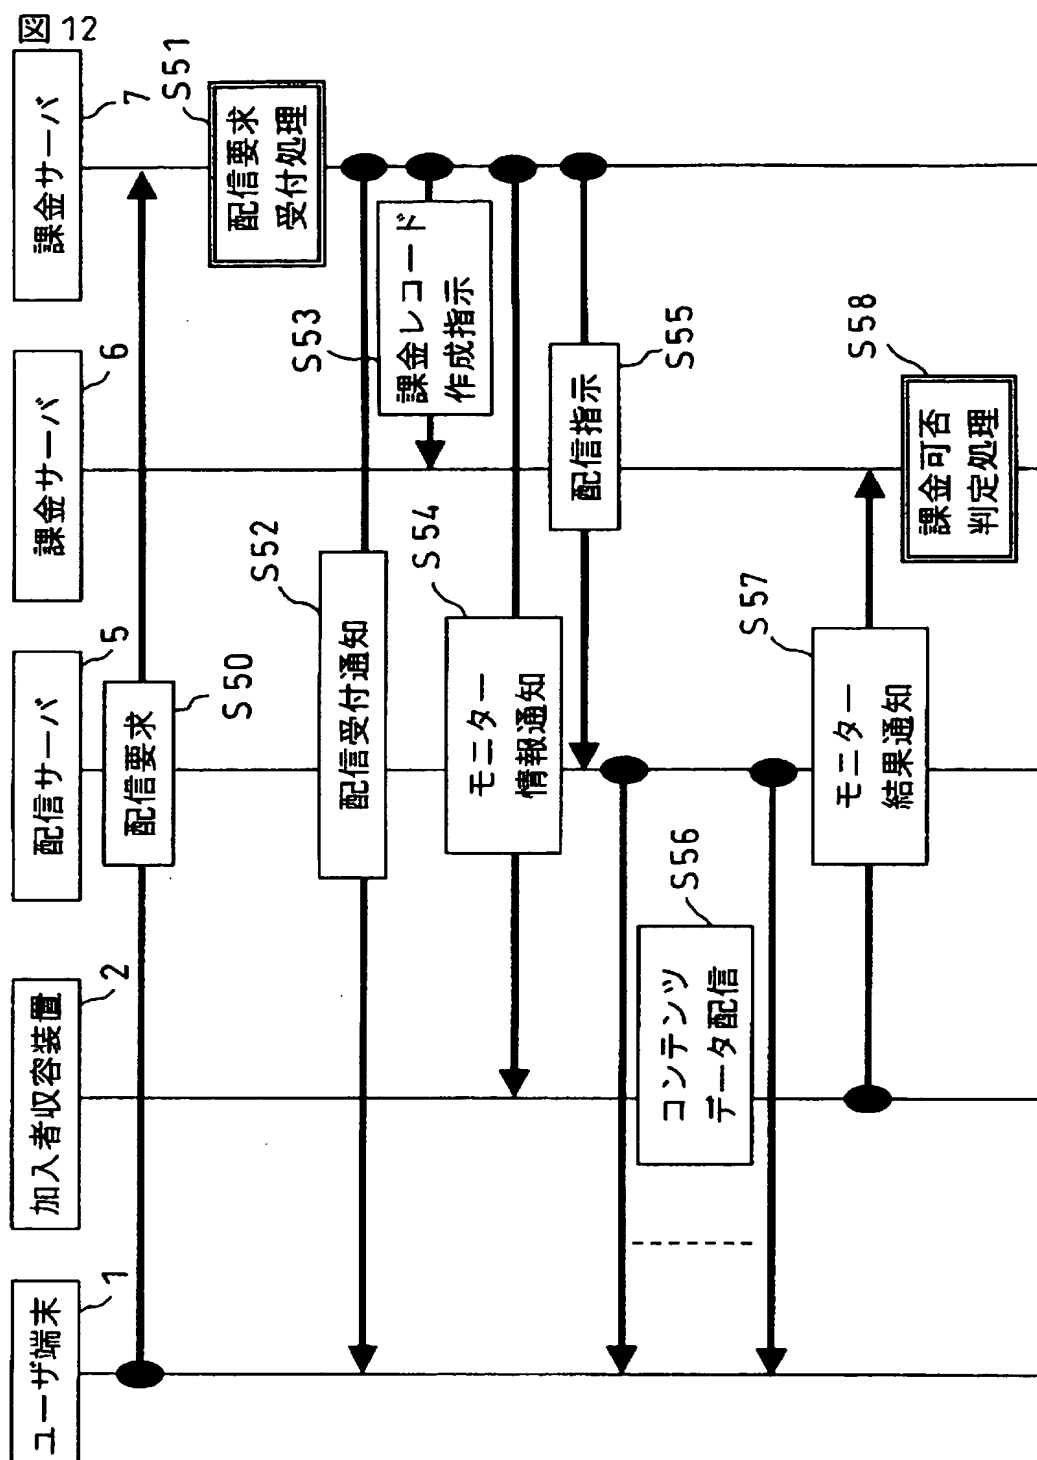 図12
ユーザ端末
1
加入者収容装置
2
配信サーバ
5
課金サーバ
6
課金サーバ
7
配信要求
S50
配信要求
受付処理
S51
配信受付通知
S52
課金レコード
作成指示
S53
モニター
情報通知
S54
配信指示
S55
コンテンツ
データ配信
S56
モニター
結果通知
S57
課金可否
判定処理
S58